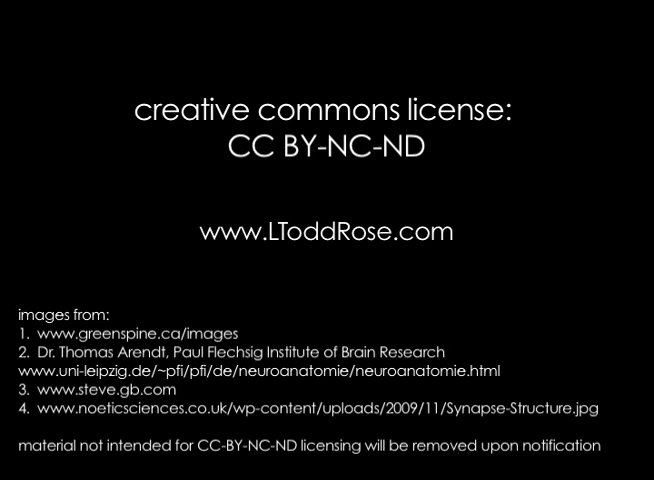 creative commons license:
CC BY-NC-ND
www.LToddRose.com
images from:
1. www.greenspine.ca/images
2. Dr. Thomas Arendt, Paul Flechsig Institute of Brain Research
www.uni-leipzig.de/~pfi/pfi/de/neuroanatomie/neuroanatomie.html
3. www.steve.gb.com
4. www.noeticsciences.co.uk/wp-content/uploads/2009/11/Synapse-Structure.jpg
material not intended for CC-BY-NC-ND licensing will be removed upon notification